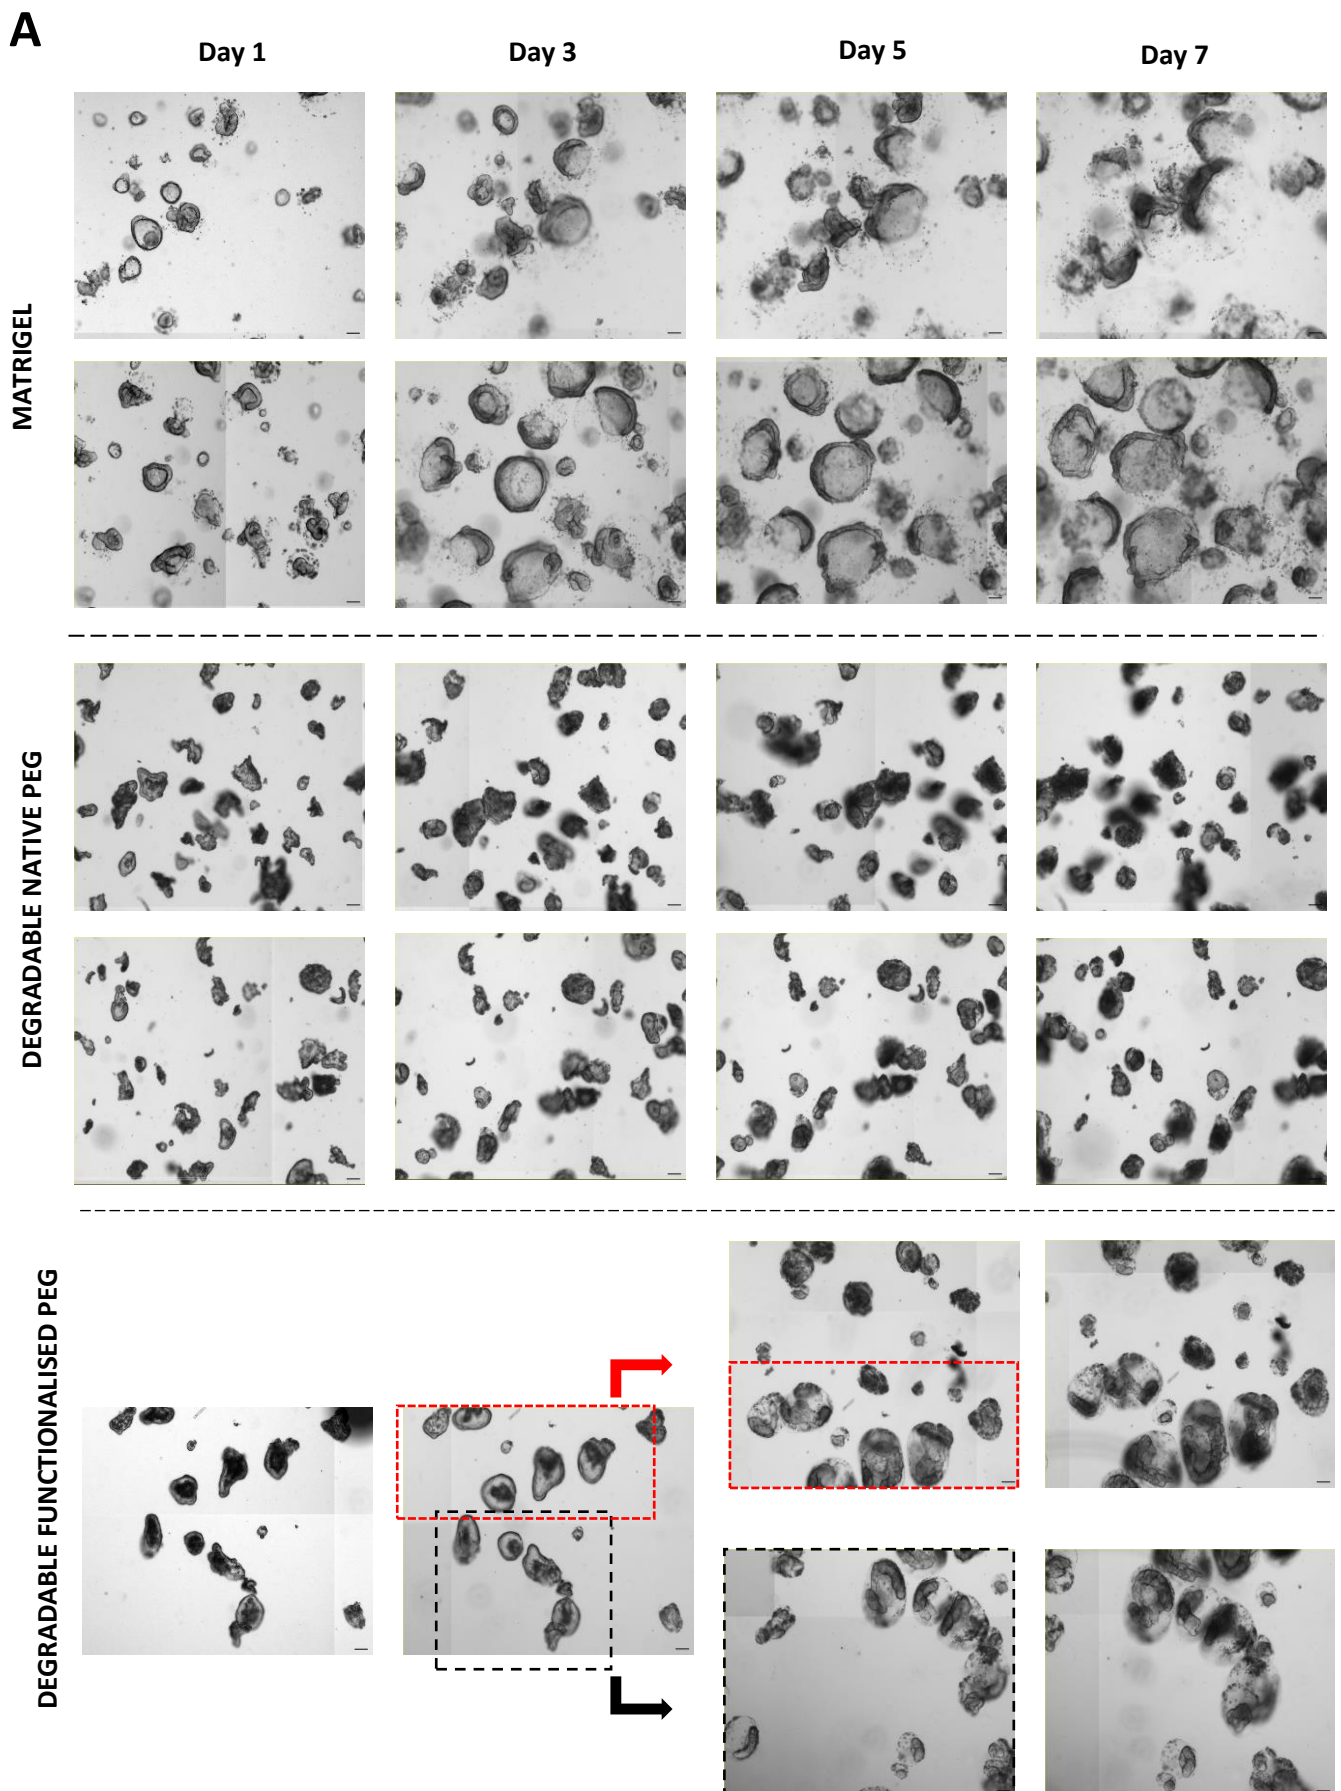 A
Day 1
Day 3
Day 5
Day 7
MATRIGEL
DEGRADABLE NATIVE PEG
DEGRADABLE FUNCTIONALISED PEG